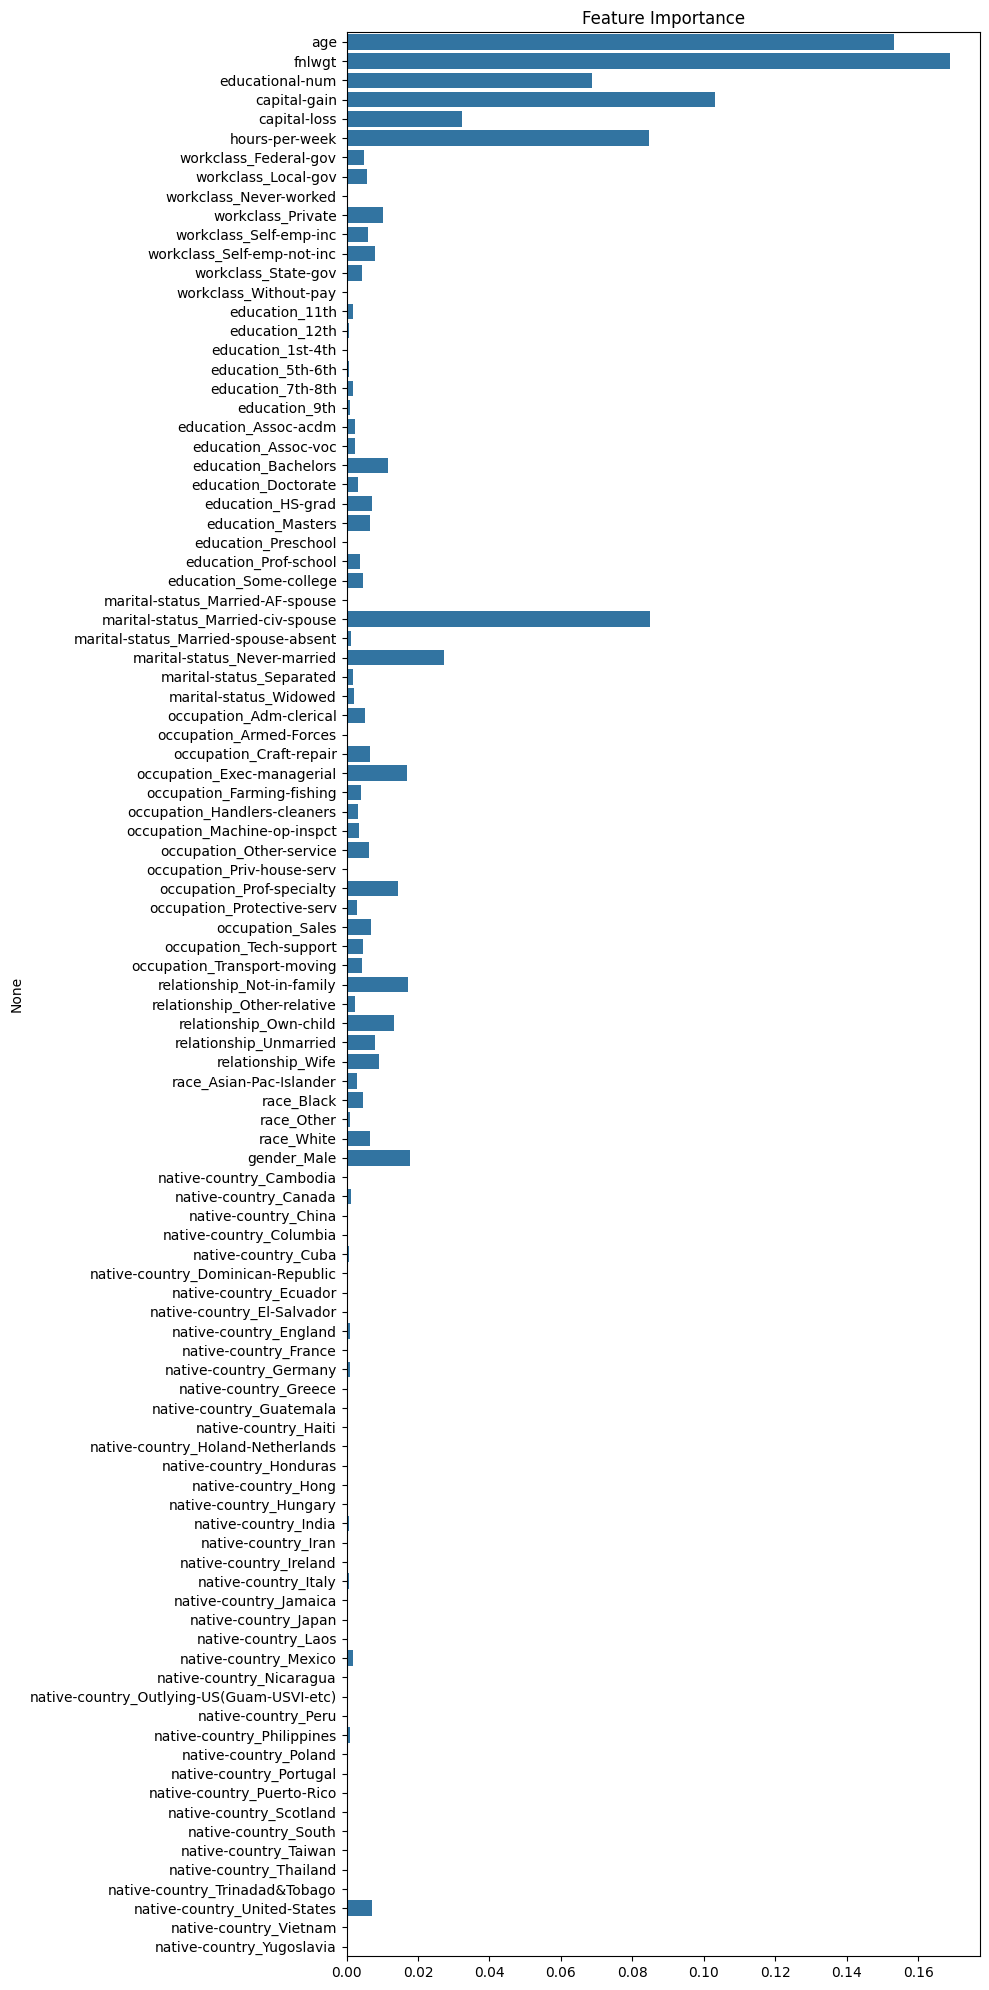 Feature Importance
age
fnlwgt
educational-num
capital-gain
capital-loss
hours-per-week
workclass_Federal-gov
workclass_Local-gov
workclass_Never-worked
workclass_Private
workclass_Self-emp-inc
workclass_Self-emp-not-inc
workclass_State-gov
workclass_Without-pay
education_11th
education_12th
education_1st-4th
education_5th-6th
education_7th-8th
education_9th
education_Assoc-acdm
education_Assoc-voc
education_Bachelors
education_Doctorate
education_HS-grad
education_Masters
education_Preschool
education_Prof-school
education_Some-college
marital-status_Married-AF-spouse
marital-status_Married-civ-spouse
marital-status_Married-spouse-absent
marital-status_Never-married
marital-status_Separated
marital-status_Widowed
occupation_Adm-clerical
occupation_Armed-Forces
occupation_Craft-repair
occupation_Exec-managerial
occupation_Farming-fishing
occupation_Handlers-cleaners
occupation_Machine-op-inspct
occupation_Other-service
occupation_Priv-house-serv
occupation_Prof-specialty
occupation_Protective-serv
occupation_Sales
occupation_Tech-support
occupation_Transport-moving
relationship_Not-in-family
relationship_Other-relative
relationship_Own-child
relationship_Unmarried
relationship_Wife
race_Asian-Pac-Islander
race_Black
race_Other
race_White
gender_Male
native-country_Cambodia
native-country_Canada
native-country_China
native-country_Columbia
native-country_Cuba
native-country_Dominican-Republic
native-country_Ecuador
native-country_El-Salvador
native-country_England
native-country_France
native-country_Germany
native-country_Greece
native-country_Guatemala
native-country_Haiti
native-country_Holand-Netherlands
native-country_Honduras
native-country_Hong
native-country_Hungary
native-country_India
native-country_Iran
native-country_Ireland
native-country_Italy
native-country_Jamaica
native-country_Japan
native-country_Laos
native-country_Mexico
native-country_Nicaragua
native-country_Outlying-US(Guam-USVI-etc)
native-country_Peru
native-country_Philippines
native-country_Poland
native-country_Portugal
native-country_Puerto-Rico
native-country_Scotland
native-country_South
native-country_Taiwan
native-country_Thailand
native-country_Trinadad&Tobago
native-country_United-States
native-country_Vietnam
native-country_Yugoslavia
None
0.00 0.02 0.04 0.06 0.08 0.10 0.12 0.14 0.16